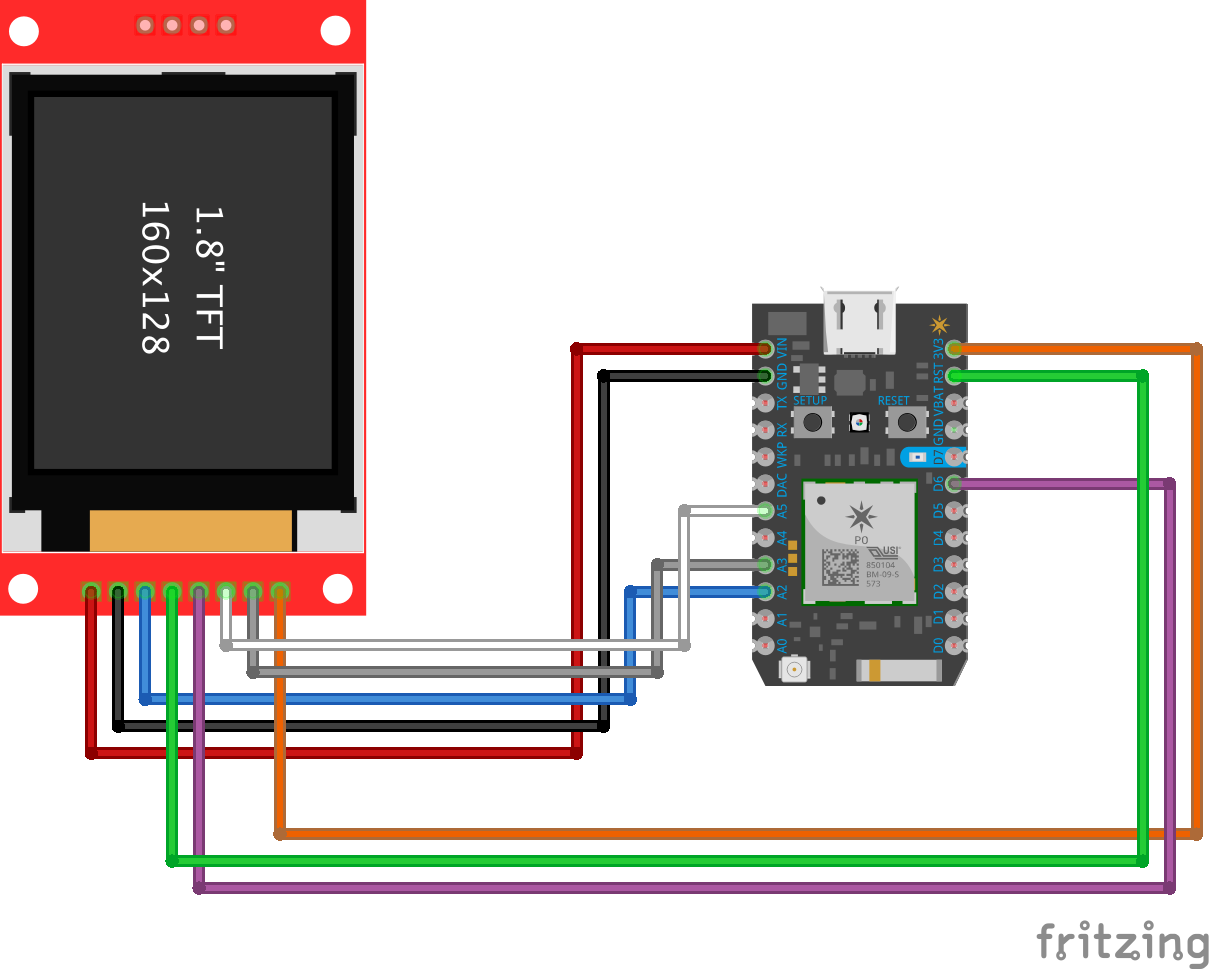 1.8" TFT
160x128
VIN
GND
TX
RX
WKP
DAC
A5
A4
A3
A2
A1
A0
3V3
RST
VBAT
GND
D7
D6
D5
D4
D3
D2
D1
D0
SETUP
RESET
P0
USI
850104
BM-09-S
573
fritzing